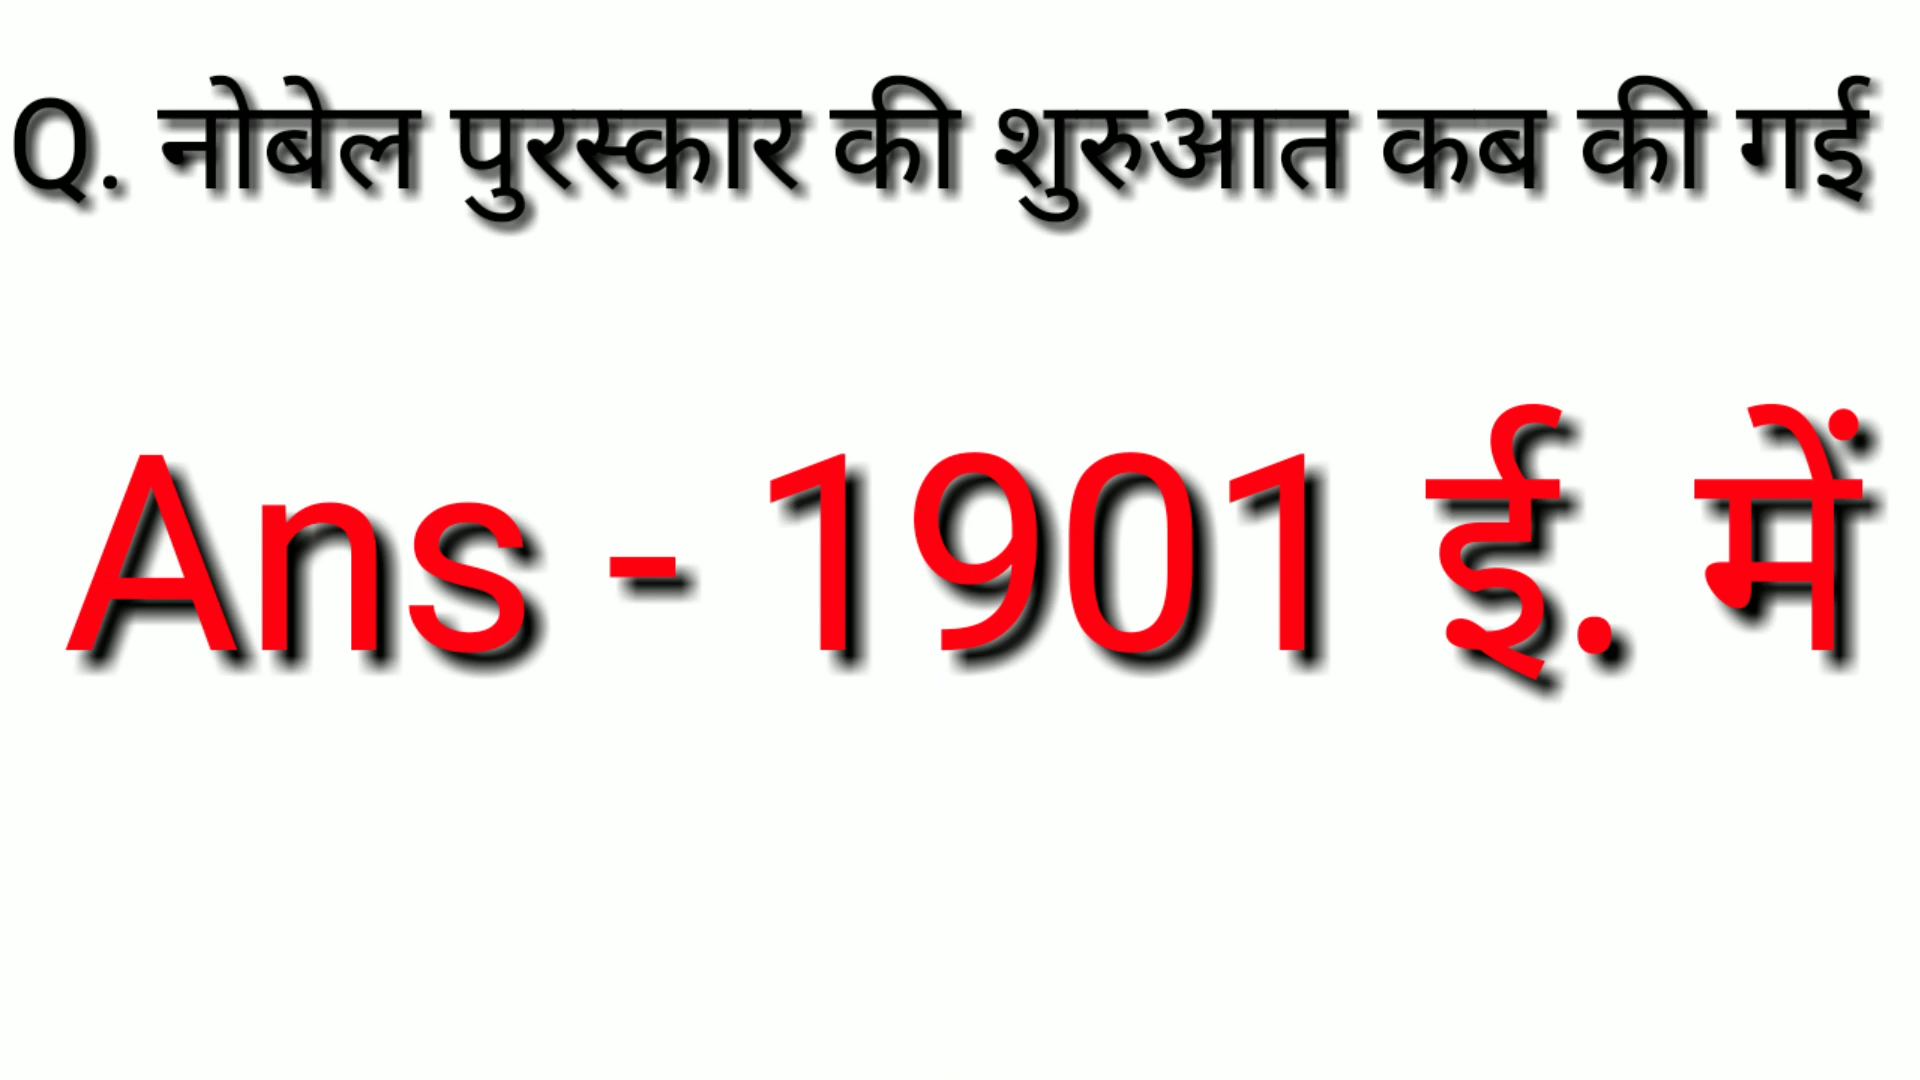 Q. नोबेल पुरस्कार की शुरुआत कब की गई
Ans - 1901 ई. में